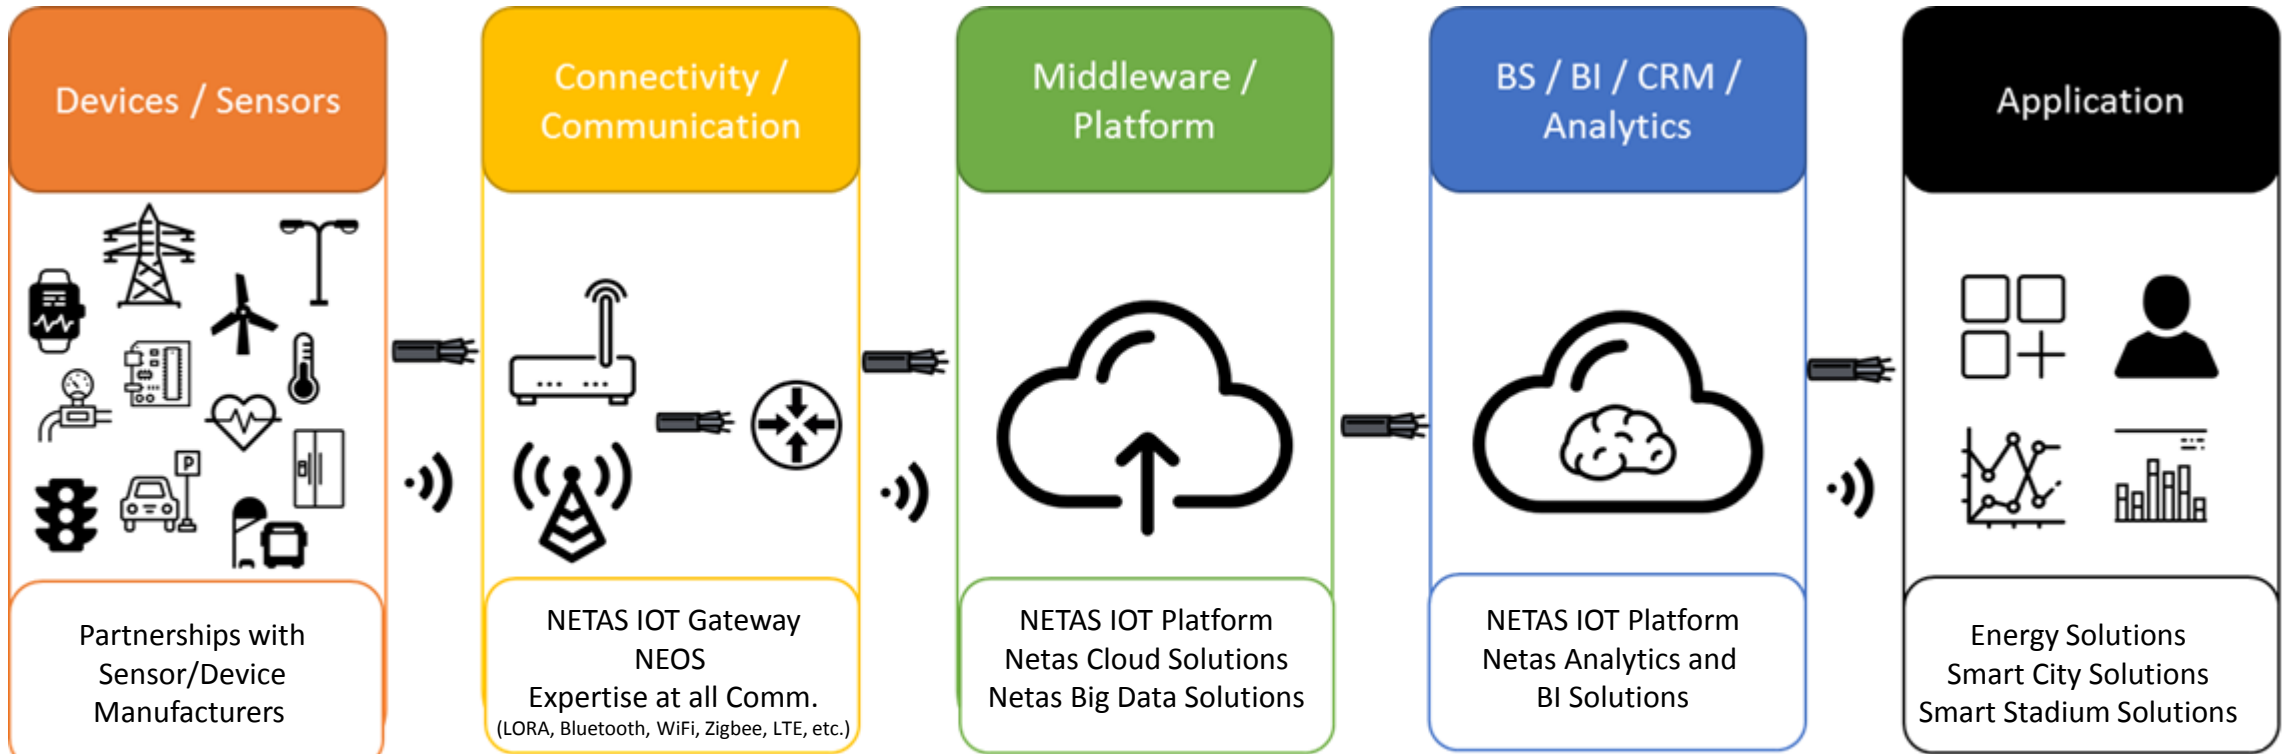 Devices / Sensors
Connectivity /
Communication
Middleware /
Platform
BS / BI / CRM /
Analytics
Application
P
Partnerships with
Sensor/Device
Manufacturers
NETAS IOT Gateway
NEOS
Expertise at all Comm.
(LORA, Bluetooth, WiFi, Zigbee, LTE, etc.)
NETAS IOT Platform
Netas Cloud Solutions
Netas Big Data Solutions
NETAS IOT Platform
Netas Analytics and
BI Solutions
Energy Solutions
Smart City Solutions
Smart Stadium Solutions